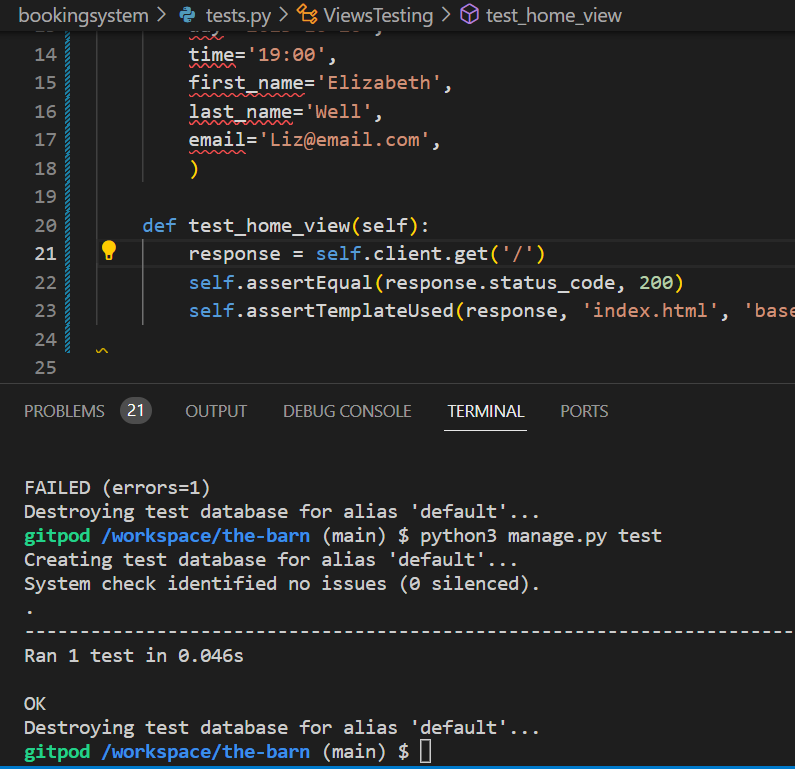 bookingsystem > tests.py > ViewsTesting > test_home_view
14 time='19:00',
15 first_name='Elizabeth',
16 last_name='Well',
17 email='Liz@email.com',
18 )
19
20 def test_home_view(self):
21 response = self.client.get('/')
22 self.assertEqual(response.status_code, 200)
23 self.assertTemplateUsed(response, 'index.html', 'base
24
25
PROBLEMS 21 OUTPUT DEBUG CONSOLE TERMINAL PORTS
FAILED (errors=1)
Destroying test database for alias 'default'...
gitpod /workspace/the-barn (main) $ python3 manage.py test
Creating test database for alias 'default'...
System check identified no issues (0 silenced).
.
----------------------------------------------------------------------
Ran 1 test in 0.046s
OK
Destroying test database for alias 'default'...
gitpod /workspace/the-barn (main) $